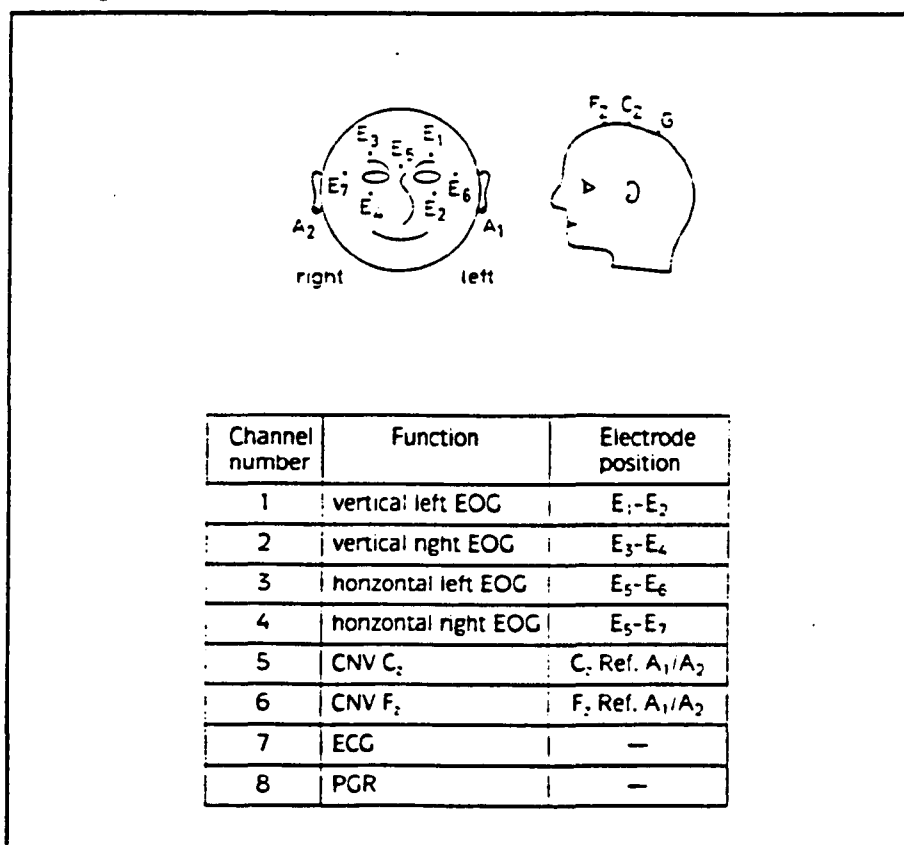 F_z C_z G
E_3 E_1
E_5
E_7 E_6
E_4 E_2
A_2 A_1
right left
Channel number Function Electrode position
1 vertical left EOG E_1-E_2
2 vertical right EOG E_3-E_4
3 horizontal left EOG E_5-E_6
4 horizontal right EOG E_5-E_7
5 CNV C_z C_z Ref. A_1/A_2
6 CNV F_z F_z Ref. A_1/A_2
7 ECG —
8 PGR —